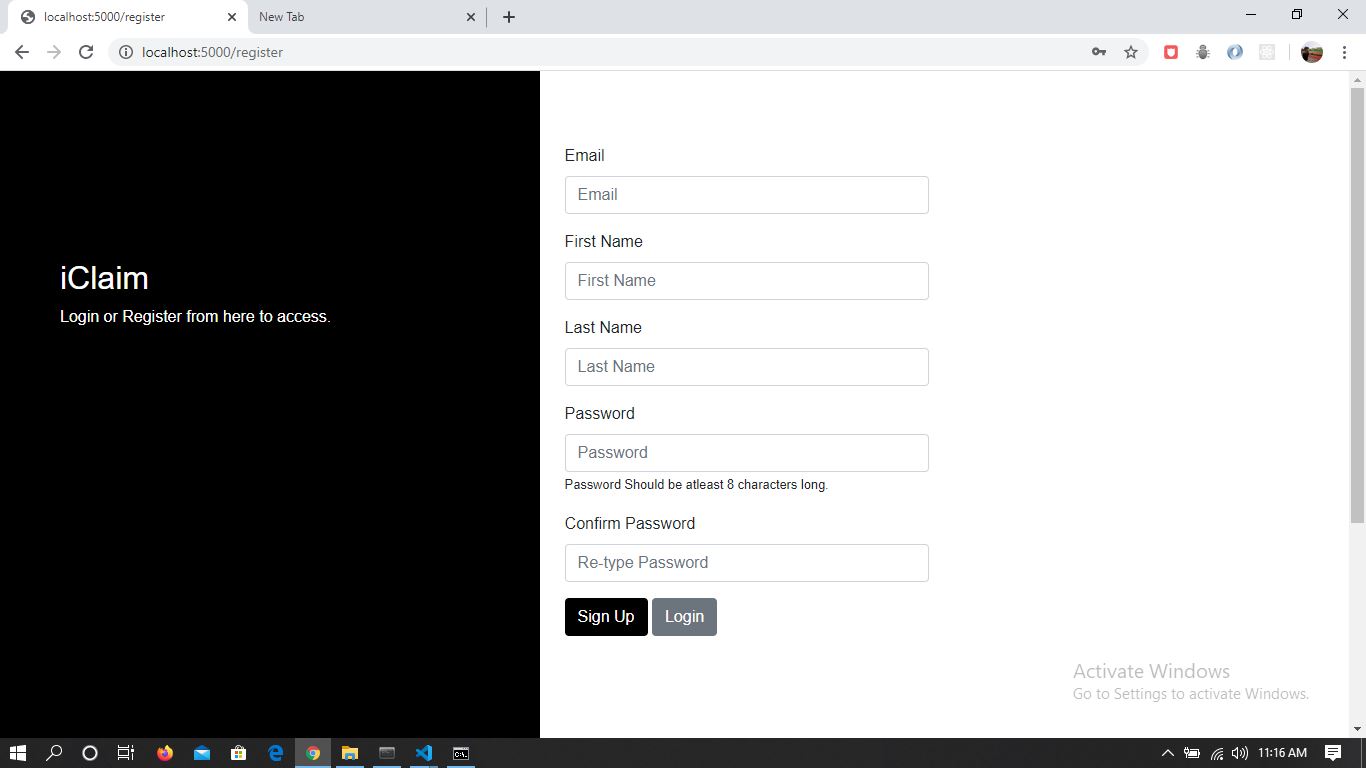 localhost:5000/register
New Tab
localhost:5000/register
iClaim
Login or Register from here to access.
Email
Email
First Name
First Name
Last Name
Last Name
Password
Password
Password Should be atleast 8 characters long.
Confirm Password
Re-type Password
Sign Up Login
Activate Windows
Go to Settings to activate Windows.
11:16 AM